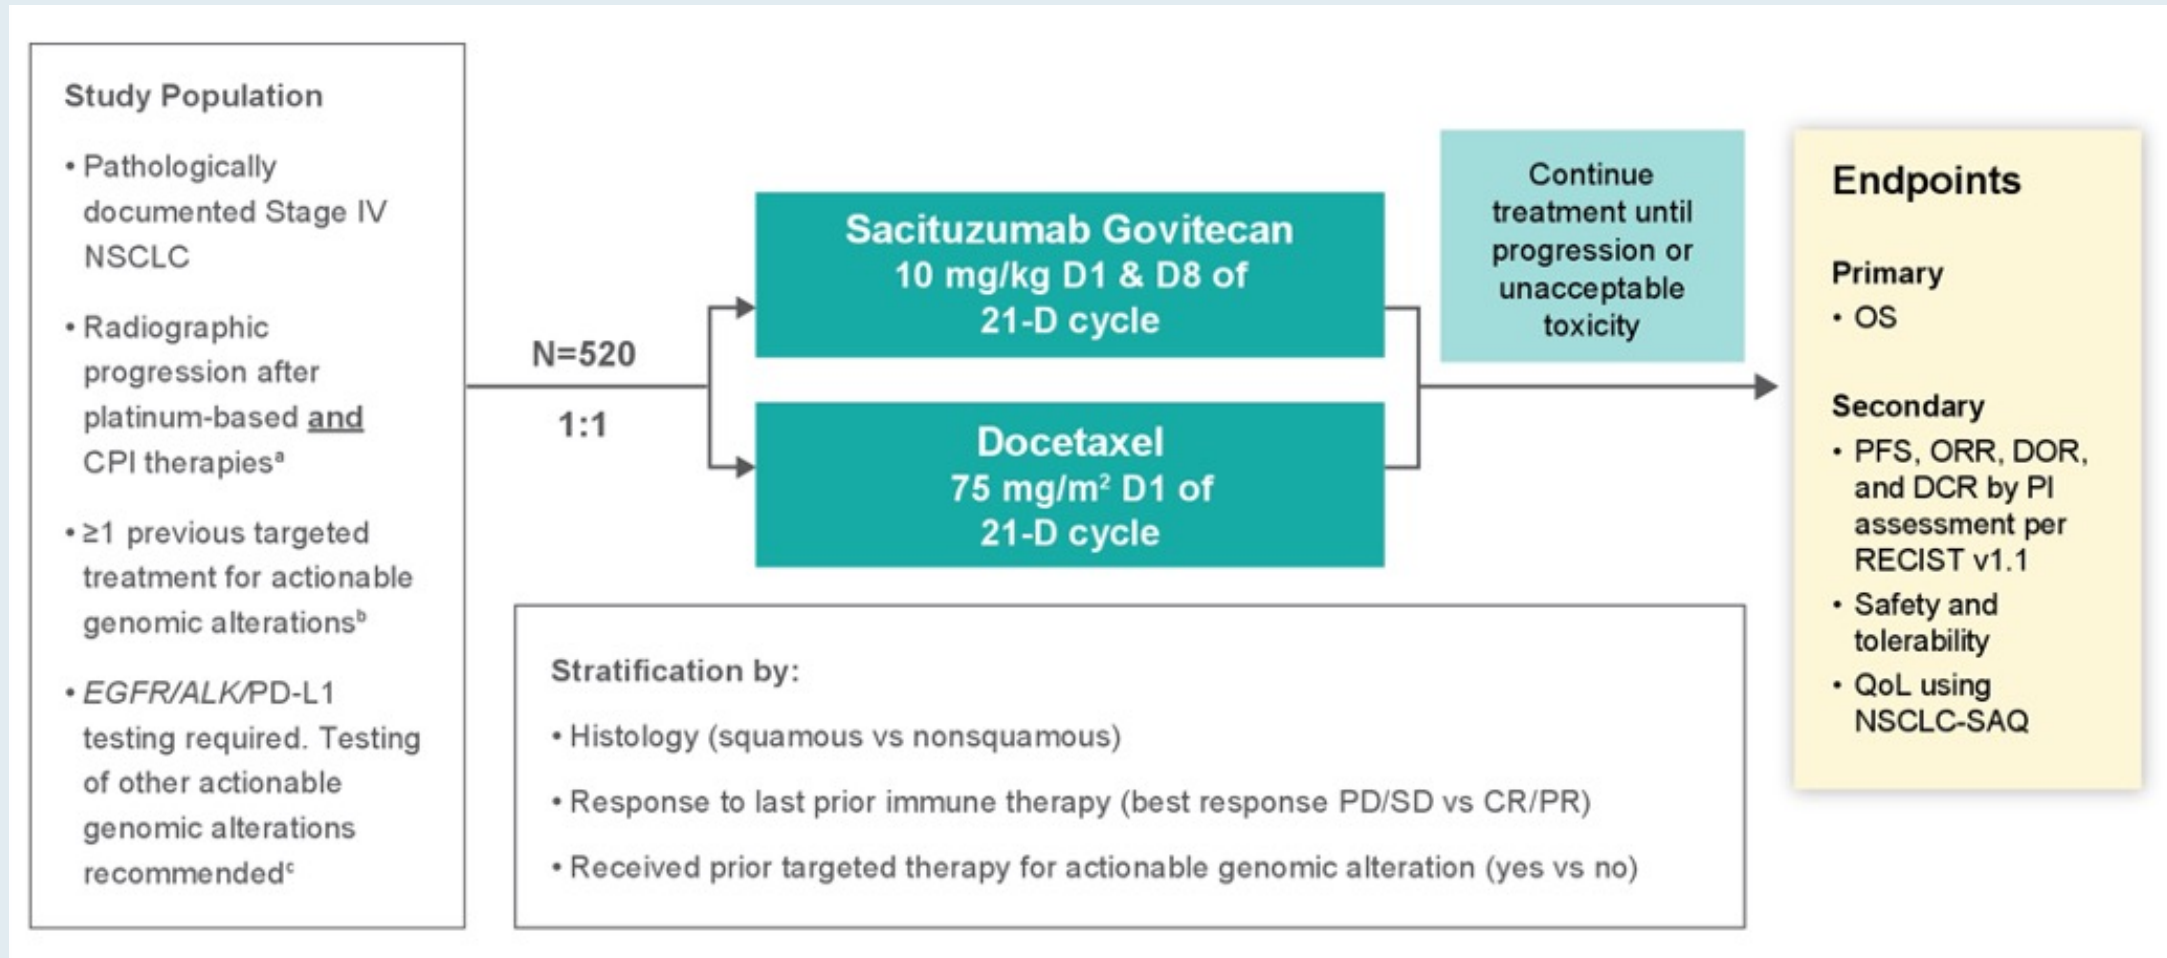 Study Population
• Pathologically
documented Stage IV
NSCLC
• Radiographic
progression after
platinum-based and
CPI therapiesᵃ
• ≥1 previous targeted
treatment for actionable
genomic alterationsᵇ
• EGFR/ALK/PD-L1
testing required. Testing
of other actionable
genomic alterations
recommendedᶜ
N=520
1:1
Sacituzumab Govitecan
10 mg/kg D1 & D8 of
21-D cycle
Docetaxel
75 mg/m² D1 of
21-D cycle
Continue
treatment until
progression or
unacceptable
toxicity
Stratification by:
• Histology (squamous vs nonsquamous)
• Response to last prior immune therapy (best response PD/SD vs CR/PR)
• Received prior targeted therapy for actionable genomic alteration (yes vs no)
Endpoints
Primary
• OS
Secondary
• PFS, ORR, DOR,
and DCR by PI
assessment per
RECIST v1.1
• Safety and
tolerability
• QoL using
NSCLC-SAQ